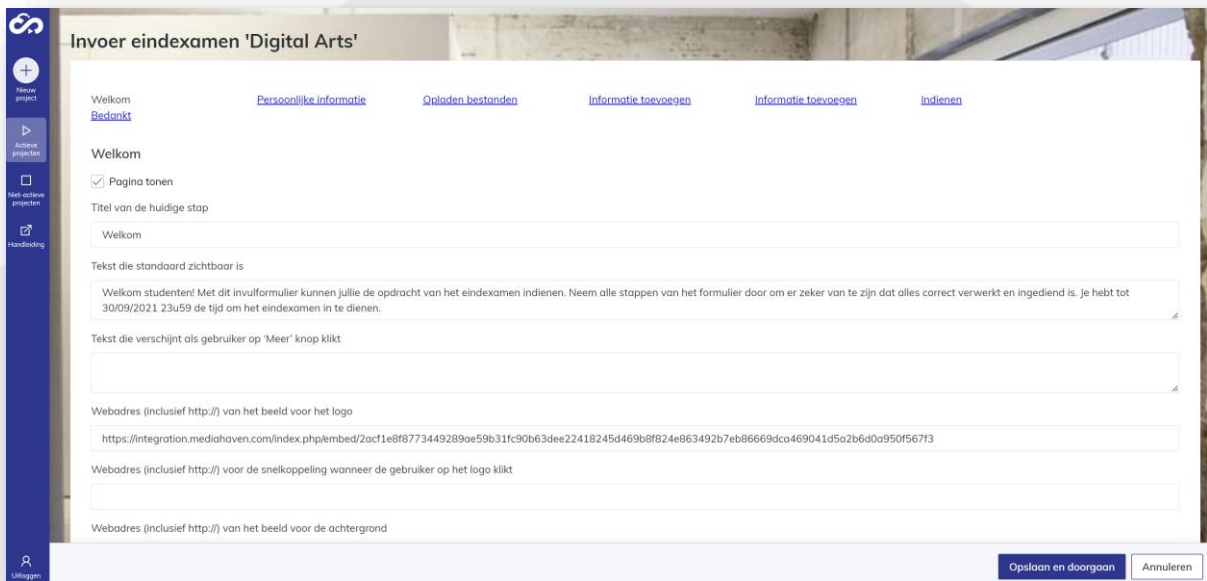 Invoer eindexamen 'Digital Arts'
Nieuw
project
Actieve
projecten
Niet-actieve
projecten
Handleiding
Uitloggen
Welkom
Persoonlijke informatie
Opladen bestanden
Informatie toevoegen
Informatie toevoegen
Indienen
Bedankt
Welkom
Pagina tonen
Titel van de huidige stap
Welkom
Tekst die standaard zichtbaar is
Welkom studenten! Met dit invulformulier kunnen jullie de opdracht van het eindexamen indienen. Neem alle stappen van het formulier door om er zeker van te zijn dat alles correct verwerkt en ingediend is. Je hebt tot
30/09/2021 23u59 de tijd om het eindexamen in te dienen.
Tekst die verschijnt als gebruiker op 'Meer' knop klikt
Webadres (inclusief http://) van het beeld voor het logo
https://integration.mediahaven.com/index.php/embed/2acf1e8f8773449289ae59b31fc90b63dee22418245d469b8f824e863492b7eb86669dca469041d5a2b6d0a950f567f3
Webadres (inclusief http://) voor de snelkoppeling wanneer de gebruiker op het logo klikt
Webadres (inclusief http://) van het beeld voor de achtergrond
Opslaan en doorgaan
Annuleren